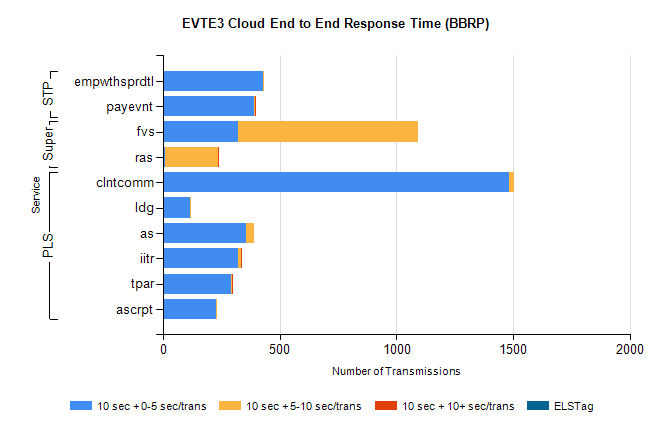 EVTE3 Cloud End to End Response Time (BBRP)
STP
empwthsprdtl
payevnt
Super
fvs
ras
Service
PLS
clntcomm
ldg
as
iitr
tpar
ascrpt
0 500 1000 1500 2000
Number of Transmissions
10 sec +0-5 sec/trans 10 sec +5-10 sec/trans 10 sec + 10+ sec/trans ELSTag